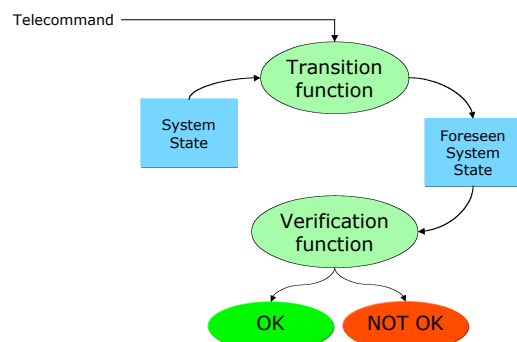 Telecommand
Transition
function
System
State
Foreseen
System
State
Verification
function
OK
NOT OK